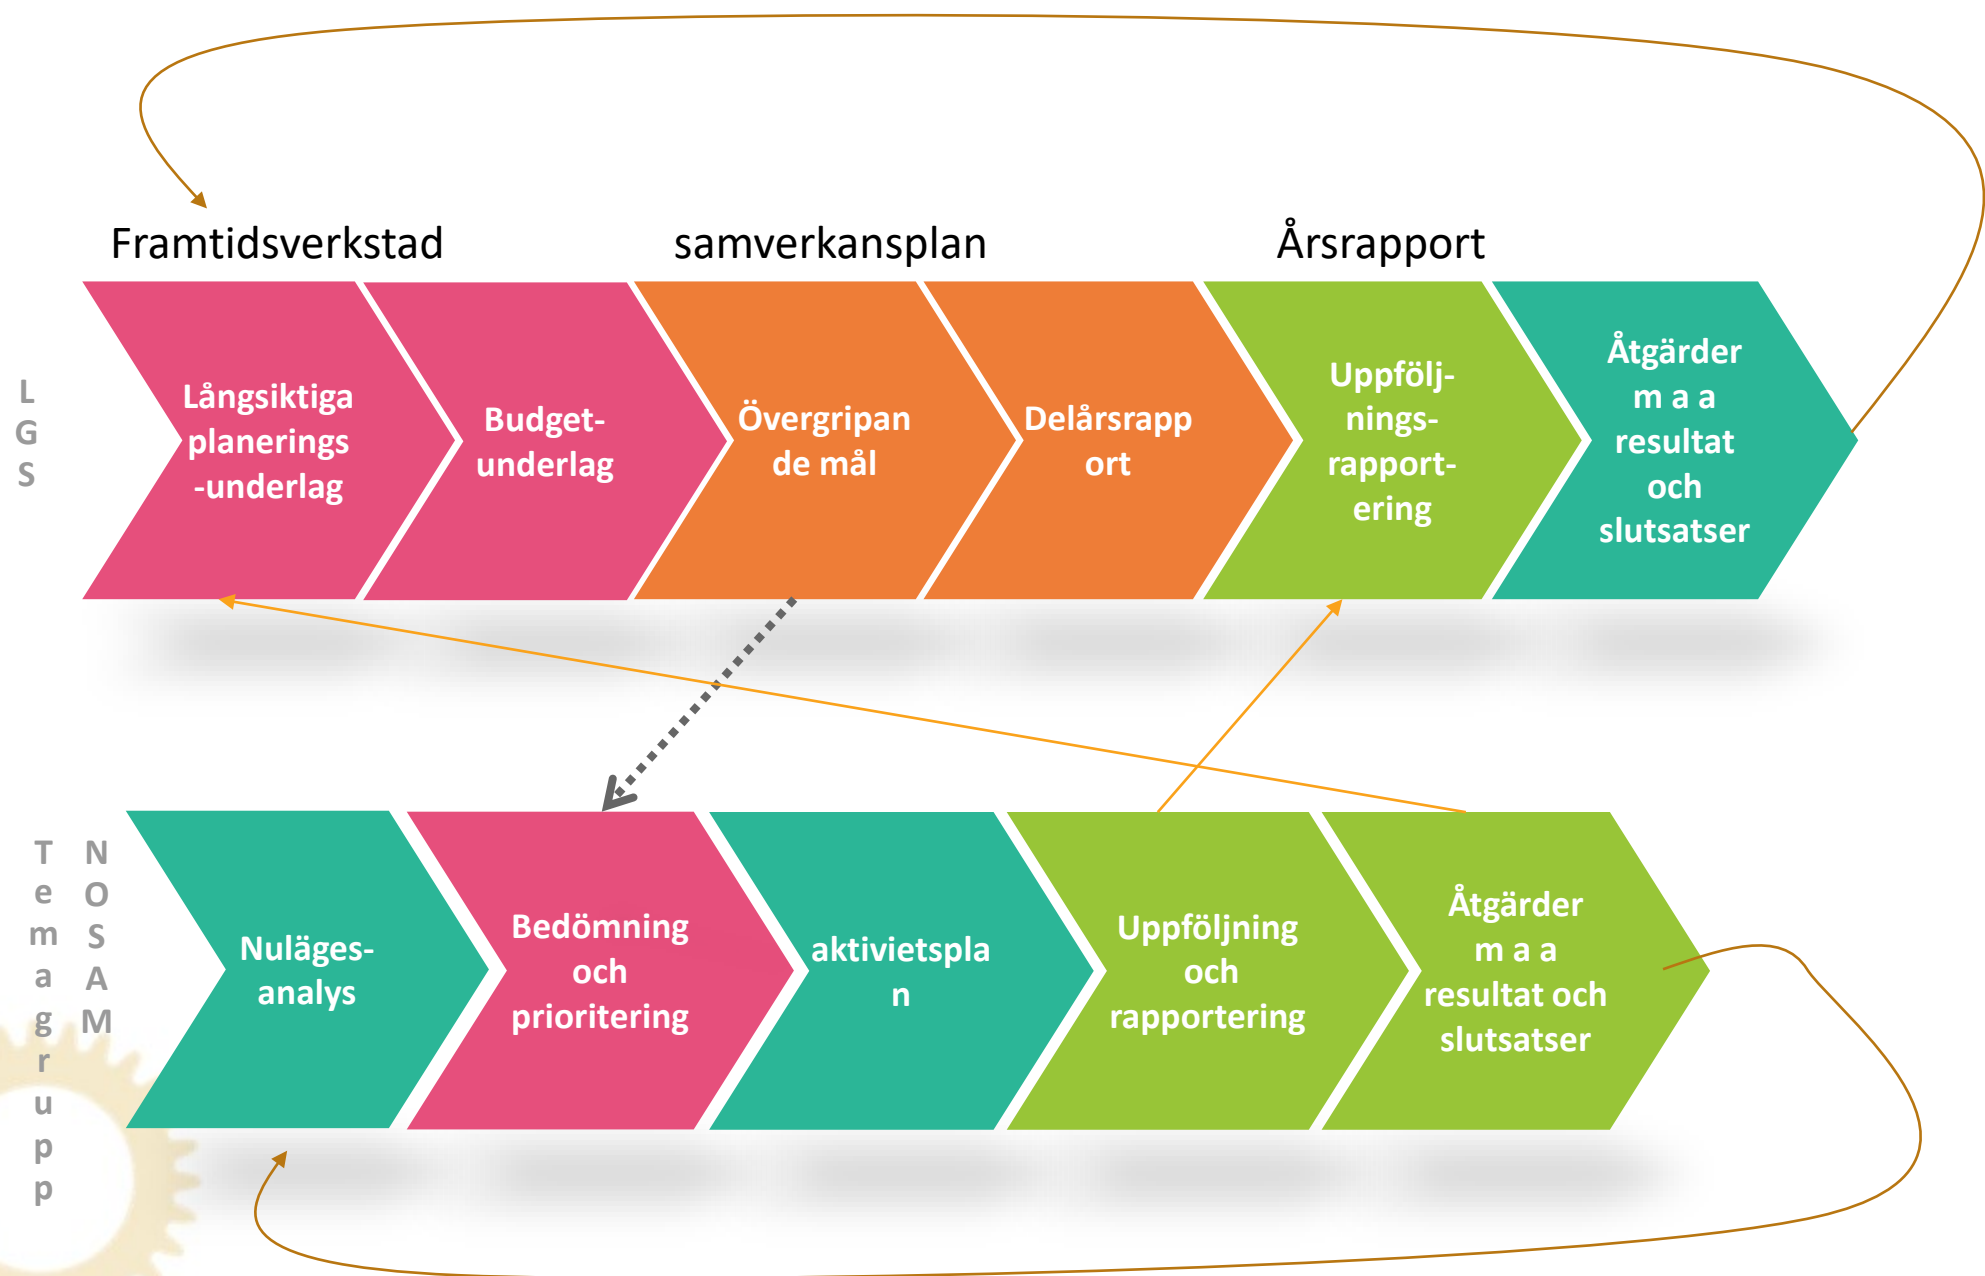 Framtidsverkstad
samverkansplan
Årsrapport
L
G
S
Långsiktiga
planerings
-underlag
Budget-
underlag
Övergripan
de mål
Delårsrapp
ort
Uppfölj-
nings-
rapport-
ering
Åtgärder
m a a
resultat
och
slutsatser
T
e
m
a
g
r
u
p
p
N
O
S
A
M
Nuläges-
analys
Bedömning
och
prioritering
aktivietspla
n
Uppföljning
och
rapportering
Åtgärder
m a a
resultat och
slutsatser